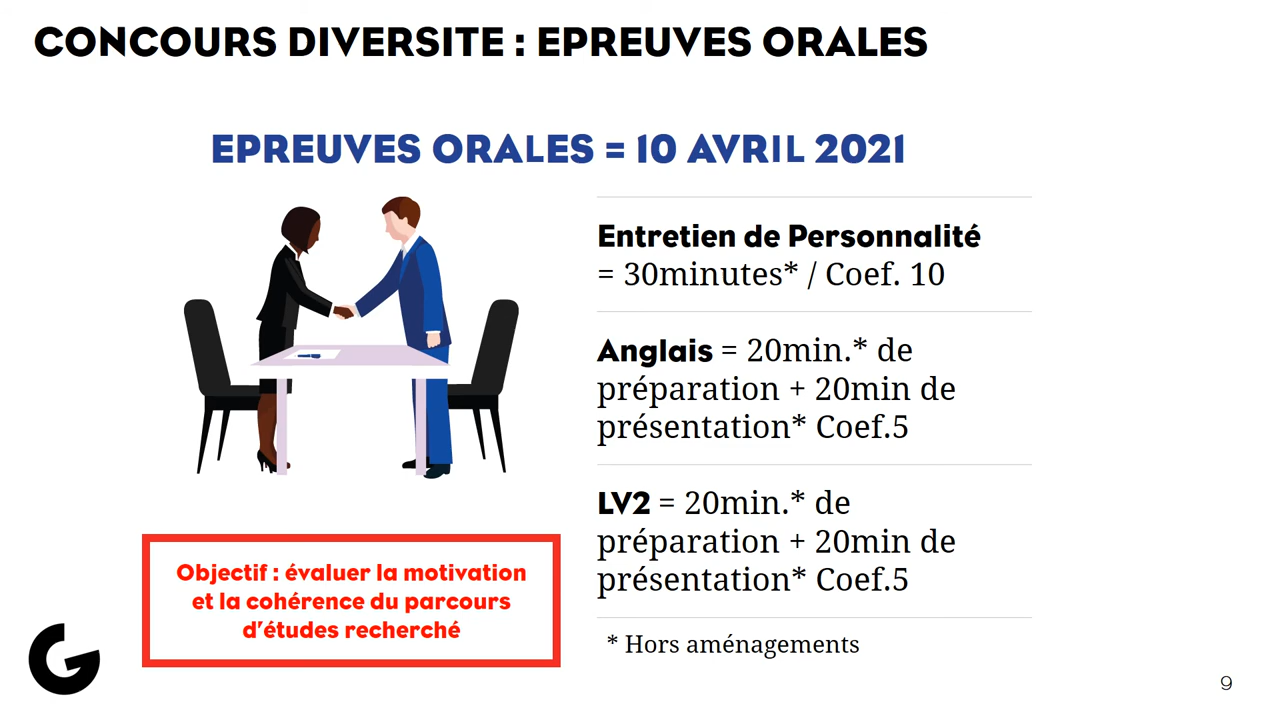 CONCOURS DIVERSITE : EPREUVES ORALES
EPREUVES ORALES = 10 AVRIL 2021
Entretien de Personnalité
= 30minutes* / Coef. 10
Anglais = 20min.* de
préparation + 20min de
présentation* Coef.5
LV2 = 20min.* de
préparation + 20min de
présentation* Coef.5
* Hors aménagements
Objectif : évaluer la motivation
et la cohérence du parcours
d'études recherché
G
9